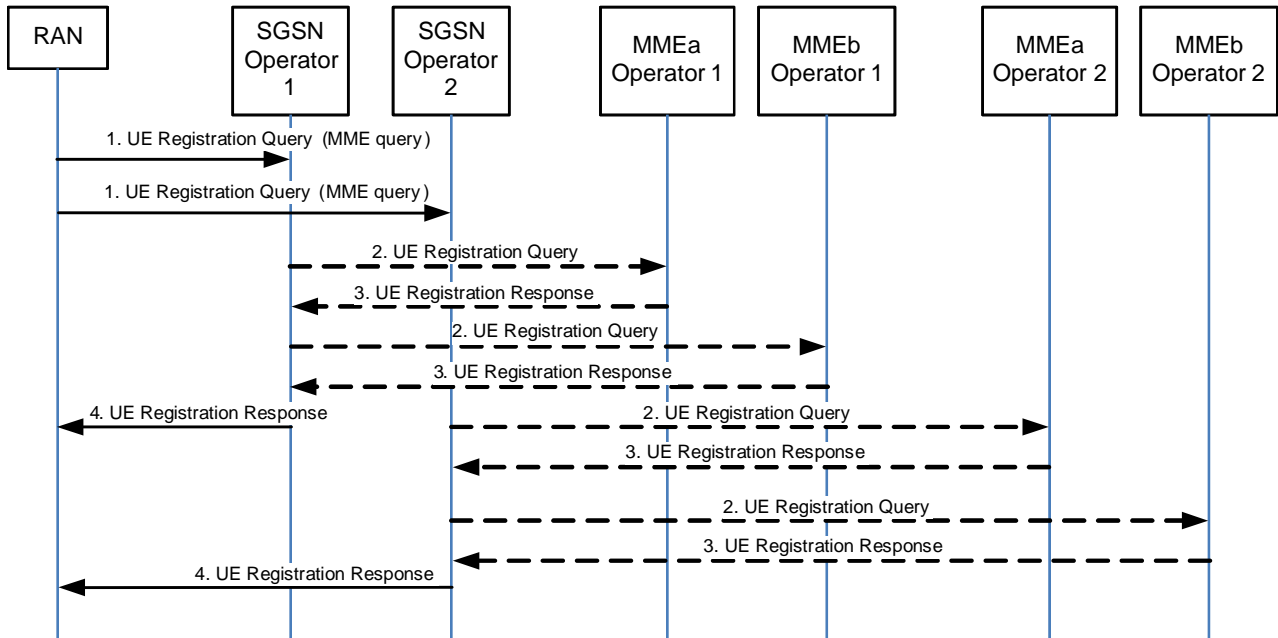 RAN
SGSN
Operator
1
SGSN
Operator
2
MMEa
Operator 1
MMEb
Operator 1
MMEa
Operator 2
MMEb
Operator 2
1. UE Registration Query (MME query)
1. UE Registration Query (MME query)
2. UE Registration Query
3. UE Registration Response
2. UE Registration Query
3. UE Registration Response
4. UE Registration Response
2. UE Registration Query
3. UE Registration Response
2. UE Registration Query
3. UE Registration Response
4. UE Registration Response